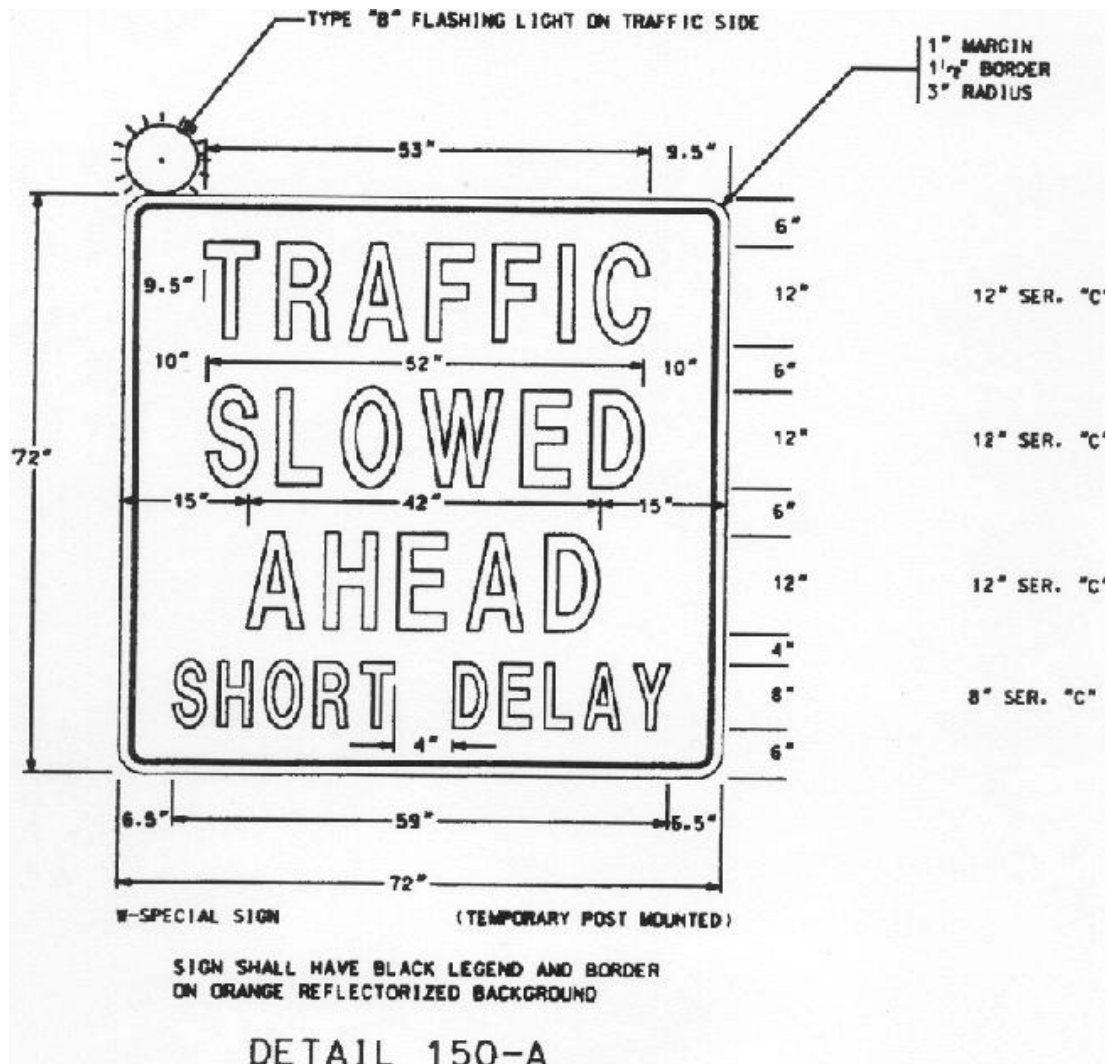 TYPE "B" FLASHING LIGHT ON TRAFFIC SIDE
1" MARGIN
1 1/2" BORDER
3" RADIUS
53"
9.5"
6"
TRAFFIC
9.5"
12"
12" SER. "C"
10"
52"
10"
6"
SLOWED
12"
12" SER. "C"
72"
15"
42"
15"
6"
AHEAD
12"
12" SER. "C"
4"
SHORT DELAY
8"
8" SER. "C"
4"
6"
6.5"
59"
6.5"
72"
W-SPECIAL SIGN
(TEMPORARY POST MOUNTED)
SIGN SHALL HAVE BLACK LEGEND AND BORDER
ON ORANGE REFLECTORIZED BACKGROUND
DETAIL 150-A